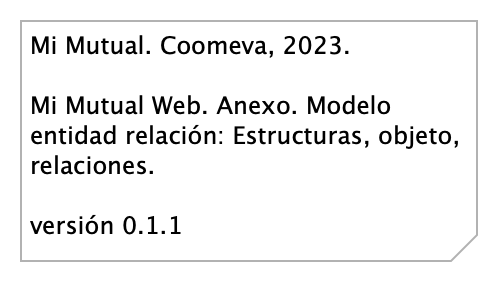 Mi Mutual. Coomeva, 2023.
Mi Mutual Web. Anexo. Modelo
entidad relación: Estructuras, objeto,
relaciones.
versión 0.1.1